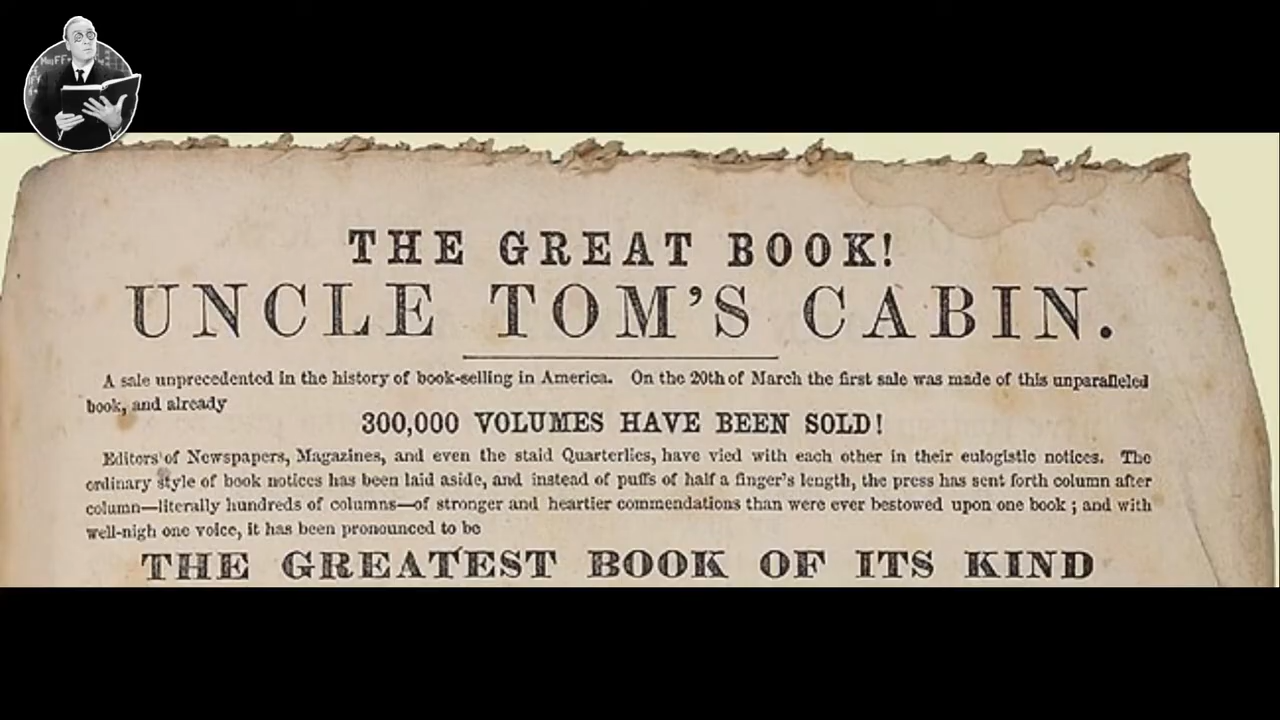 THE GREAT BOOK!
UNCLE TOM'S CABIN.
A sale unprecedented in the history of book-selling in America. On the 20th of March the first sale was made of this unparalleled
book, and already
300,000 VOLUMES HAVE BEEN SOLD!
Editors of Newspapers, Magazines, and even the staid Quarterlies, have vied with each other in their eulogistic notices. The
ordinary style of book notices has been laid aside, and instead of puffs of half a finger's length, the press has sent forth column after
column—literally hundreds of columns—of stronger and heartier commendations than were ever bestowed upon one book; and with
well-nigh one voice, it has been pronounced to be
THE GREATEST BOOK OF ITS KIND